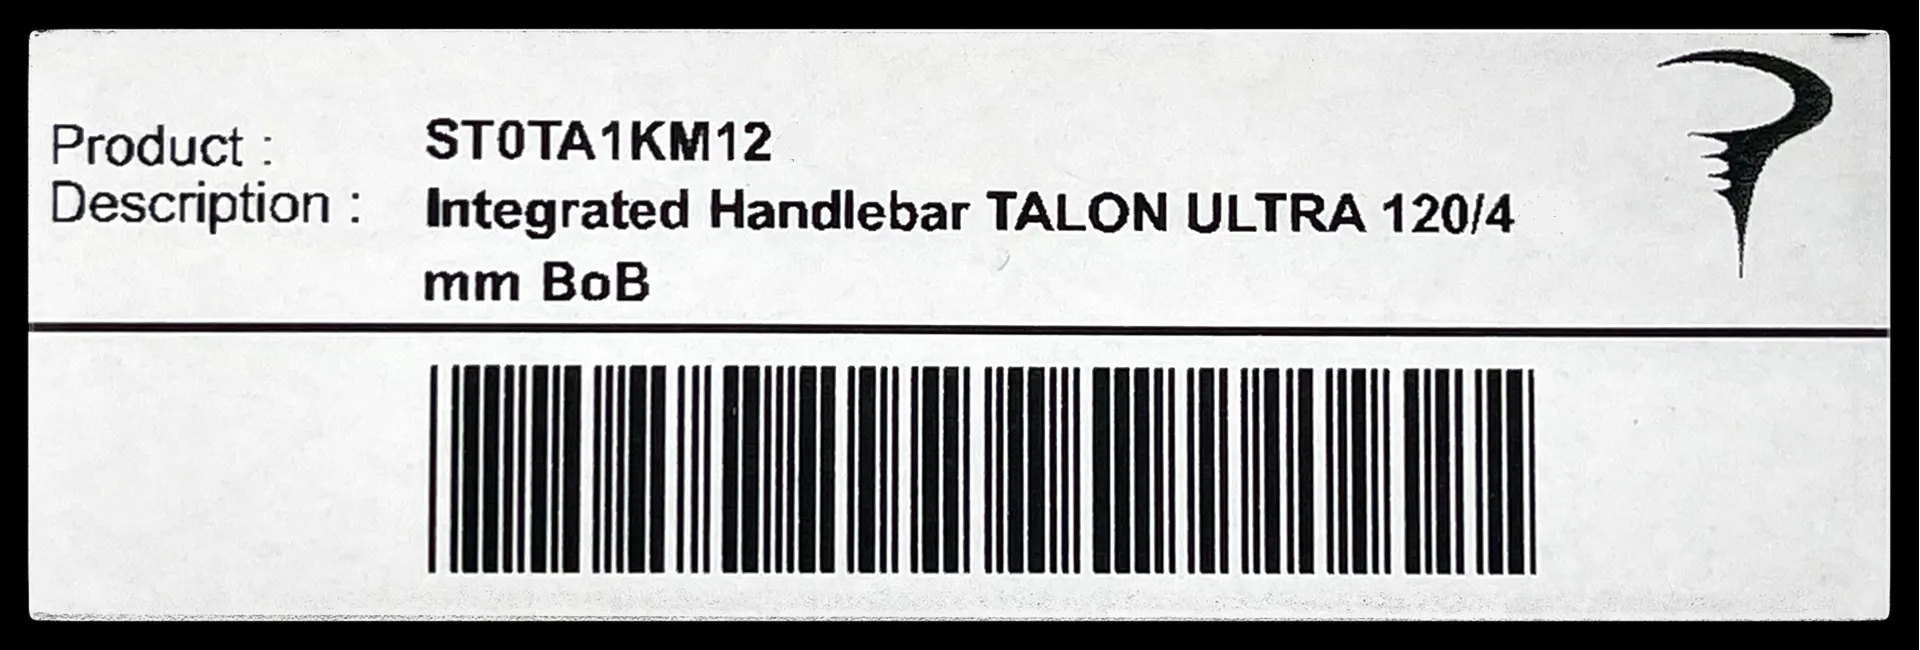 Product : ST0TA1KM12
Description : Integrated Handlebar TALON ULTRA 120/4
mm BoB